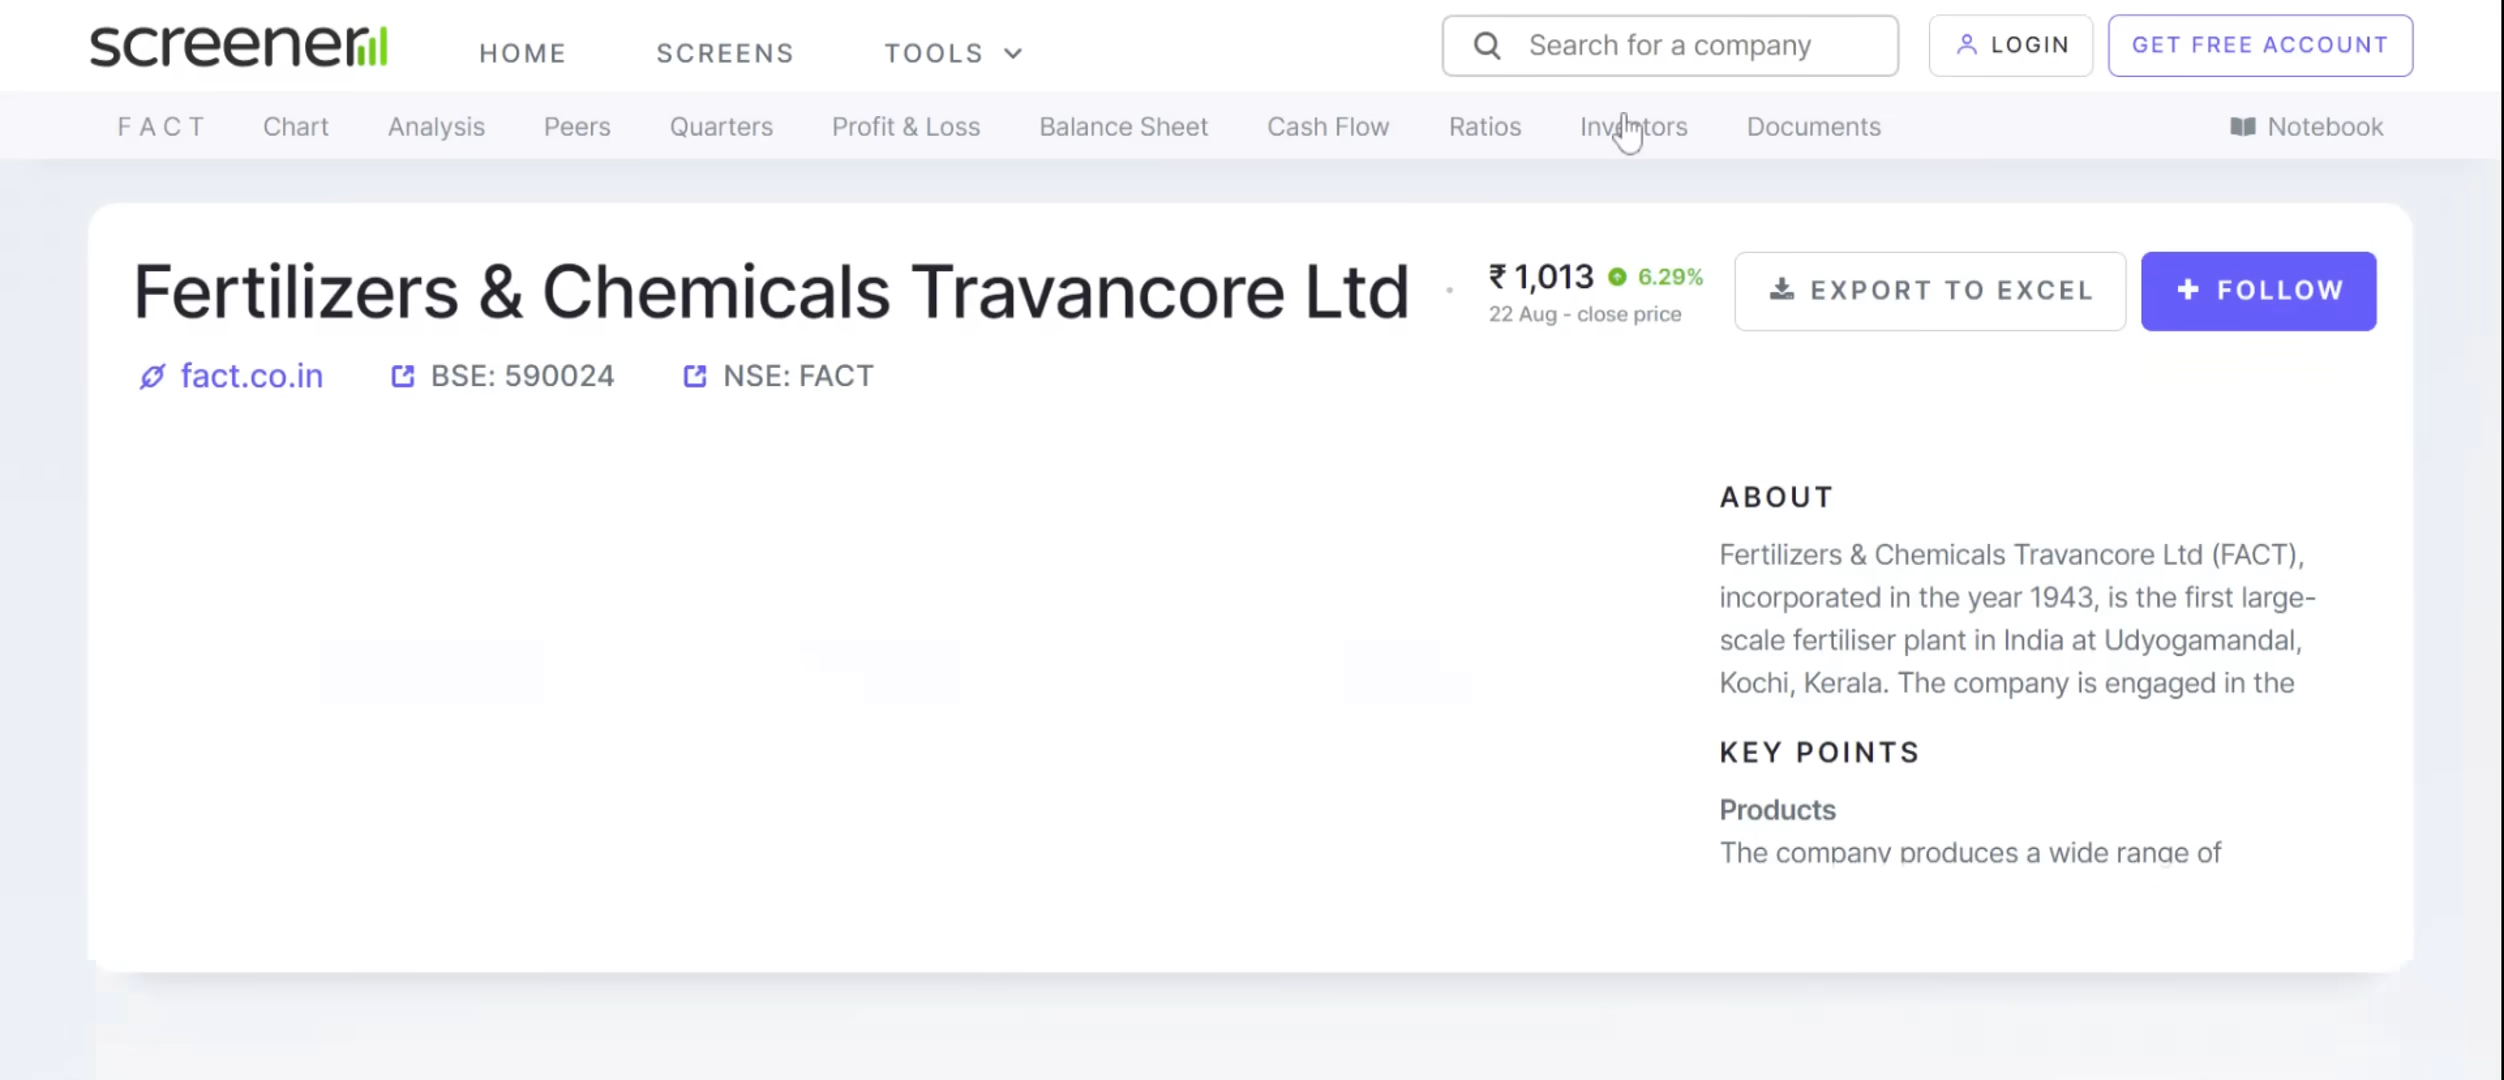 screener
HOME
SCREENS
TOOLS
Search for a company
LOGIN
GET FREE ACCOUNT
FACT
Chart
Analysis
Peers
Quarters
Profit & Loss
Balance Sheet
Cash Flow
Ratios
Investors
Documents
Notebook
Fertilizers & Chemicals Travancore Ltd
₹ 1,013 6.29%
22 Aug - close price
EXPORT TO EXCEL
FOLLOW
fact.co.in
BSE: 590024
NSE: FACT
ABOUT
Fertilizers & Chemicals Travancore Ltd (FACT),
incorporated in the year 1943, is the first large-
scale fertiliser plant in India at Udyogamandal,
Kochi, Kerala. The company is engaged in the
KEY POINTS
Products
The company produces a wide range of